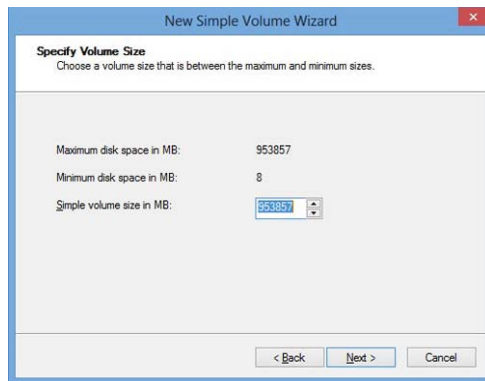 New Simple Volume Wizard
Specify Volume Size
Choose a volume size that is between the maximum and minimum sizes.
Maximum disk space in MB: 953857
Minimum disk space in MB: 8
Simple volume size in MB: 953857
< Back Next > Cancel